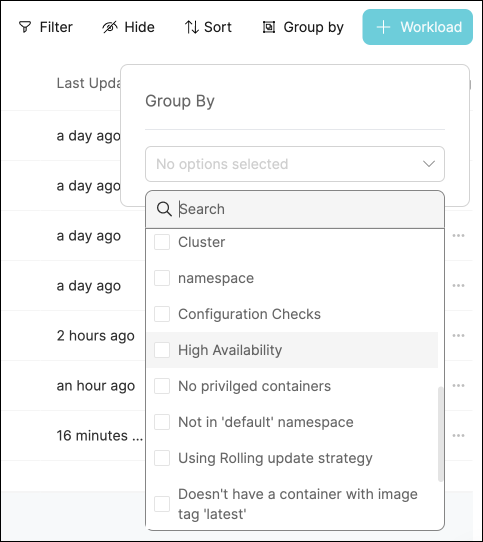 Filter
Hide
Sort
Group by
+ Workload
Last Upda
Group By
a day ago
No options selected
a day ago
Search
a day ago
Cluster
namespace
a day ago
Configuration Checks
2 hours ago
High Availability
an hour ago
No privilged containers
Not in 'default' namespace
16 minutes ...
Using Rolling update strategy
Doesn't have a container with image
tag 'latest'